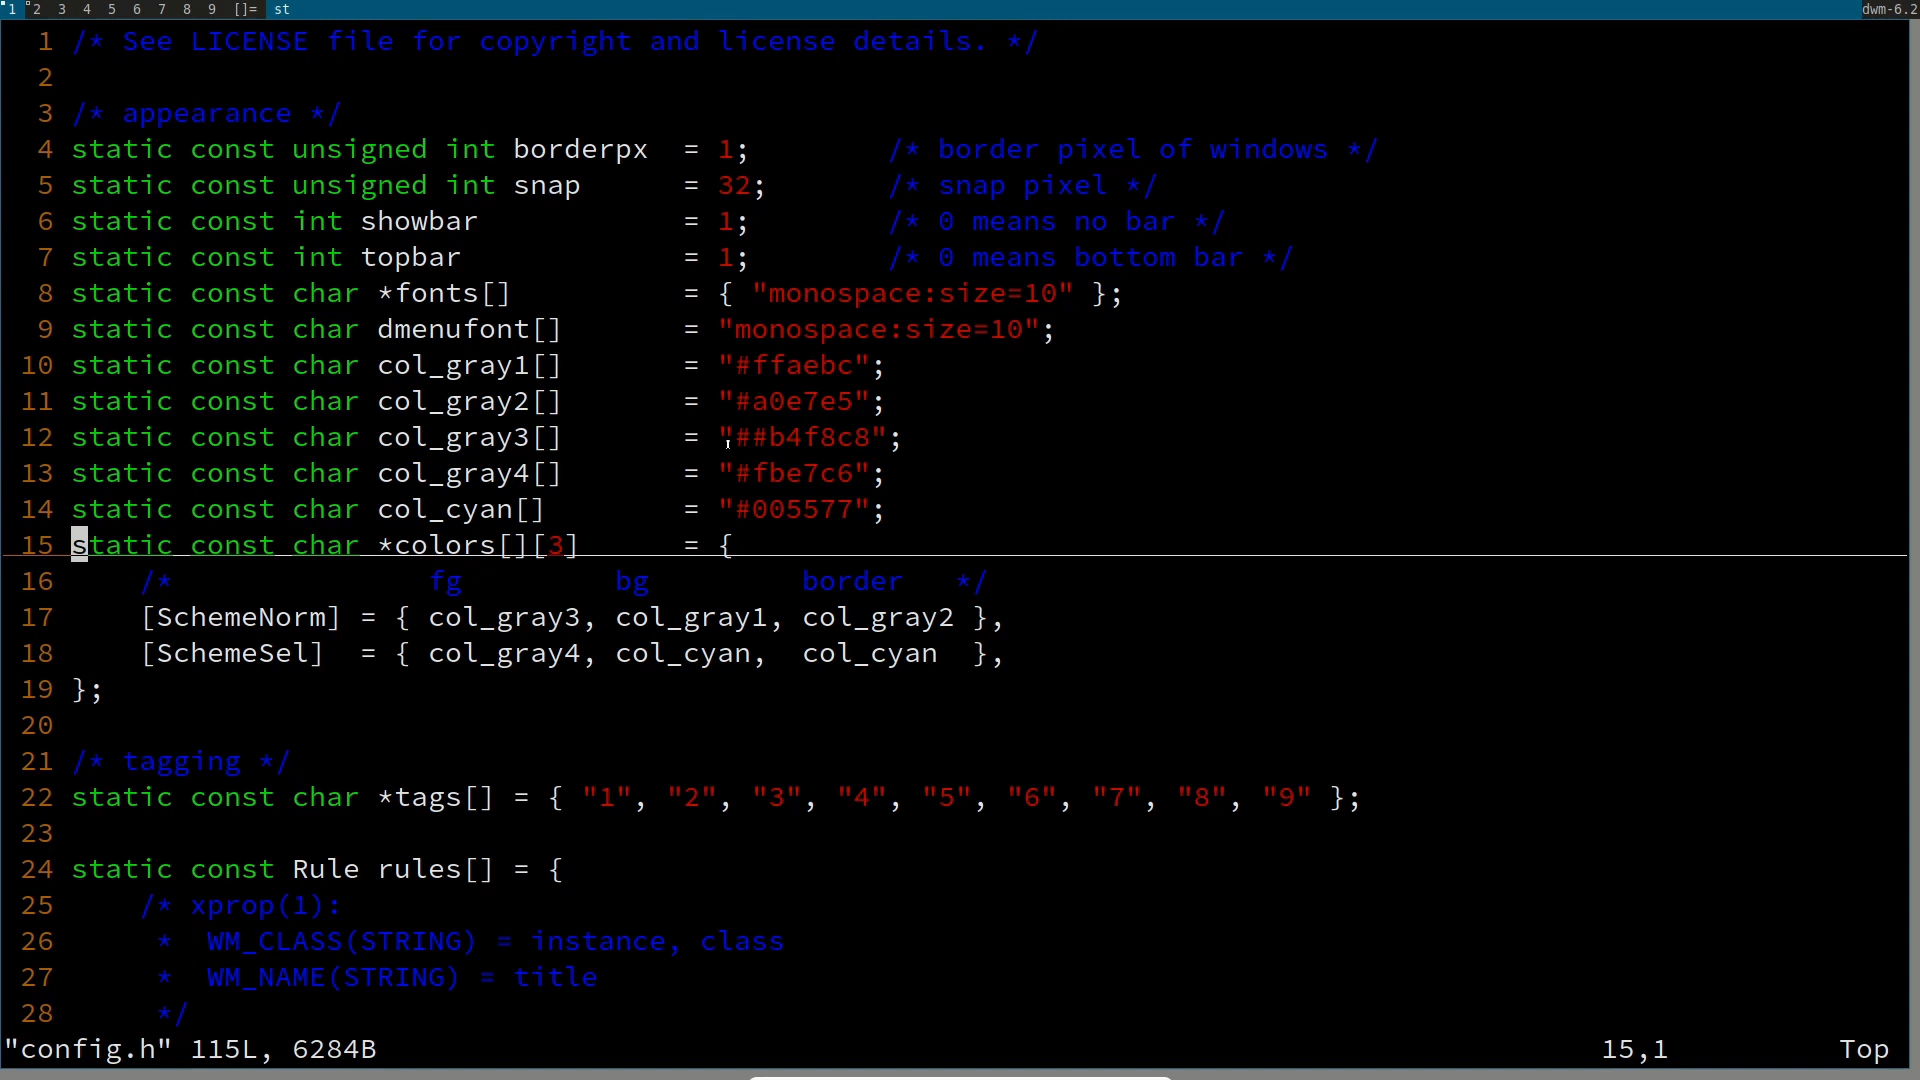 1 2 3 4 5 6 7 8 9 []= st dwm-6.2
1 /* See LICENSE file for copyright and license details. */
2
3 /* appearance */
4 static const unsigned int borderpx  = 1;        /* border pixel of windows */
5 static const unsigned int snap      = 32;       /* snap pixel */
6 static const int showbar            = 1;        /* 0 means no bar */
7 static const int topbar             = 1;        /* 0 means bottom bar */
8 static const char *fonts[]          = { "monospace:size=10" };
9 static const char dmenufont[]       = "monospace:size=10";
10 static const char col_gray1[]       = "#ffaebc";
11 static const char col_gray2[]       = "#a0e7e5";
12 static const char col_gray3[]       = "##b4f8c8";
13 static const char col_gray4[]       = "#fbe7c6";
14 static const char col_cyan[]        = "#005577";
15 static const char *colors[][3]      = {
16     /*               fg         bg         border   */
17     [SchemeNorm] = { col_gray3, col_gray1, col_gray2 },
18     [SchemeSel]  = { col_gray4, col_cyan,  col_cyan  },
19 };
20
21 /* tagging */
22 static const char *tags[] = { "1", "2", "3", "4", "5", "6", "7", "8", "9" };
23
24 static const Rule rules[] = {
25     /* xprop(1):
26      *  WM_CLASS(STRING) = instance, class
27      *  WM_NAME(STRING) = title
28      */
"config.h" 115L, 6284B 15,1 Top